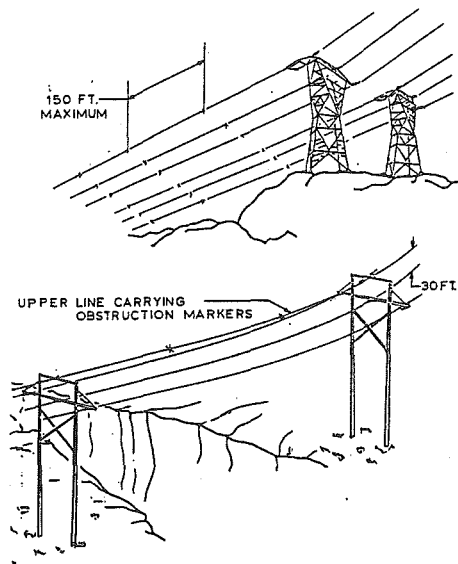 150 FT.
MAXIMUM
30 FT.
UPPER LINE CARRYING
OBSTRUCTION MARKERS